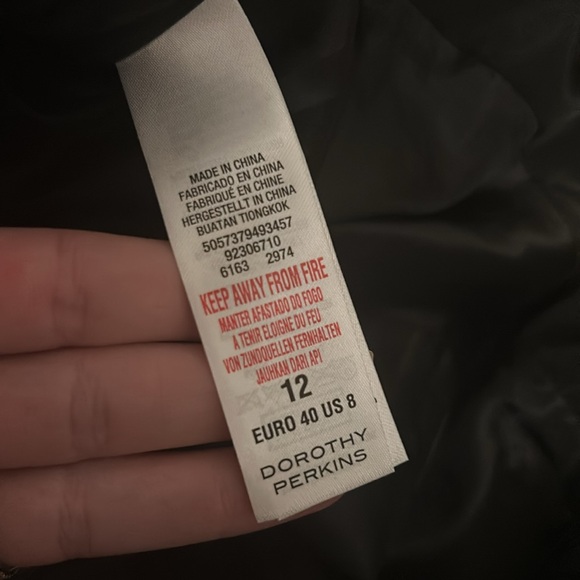 MADE IN CHINA
FABRICADO EN CHINA
FABRIQUÉ EN CHINE
HERGESTELLT IN CHINA
BUATAN TIONGKOK
5057379493457
92306710
6163 2974
KEEP AWAY FROM FIRE
MANTER AFASTADO DO FOGO
A TENIR ELOIGNE DU FEU
VON ZUNDQUELLEN FERNHALTEN
JAUHKAN DARI API
12
EURO 40 US 8
DOROTHY
PERKINS